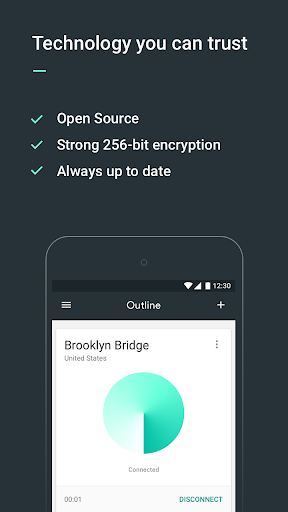 Technology you can trust
Open Source
Strong 256-bit encryption
Always up to date
12:30
Outline
Brooklyn Bridge
United States
Connected
00:01 DISCONNECT